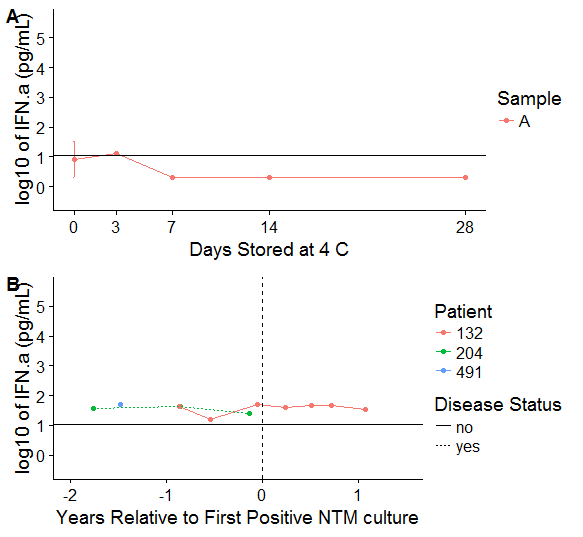 A
log10 of IFN.a (pg/mL)
5
4
3
2
1
0
0 3 7 14 28
Days Stored at 4 C
Sample
A
B
log10 of IFN.a (pg/mL)
5
4
3
2
1
0
-2 -1 0 1
Years Relative to First Positive NTM culture
Patient
132
204
491
Disease Status
no
yes